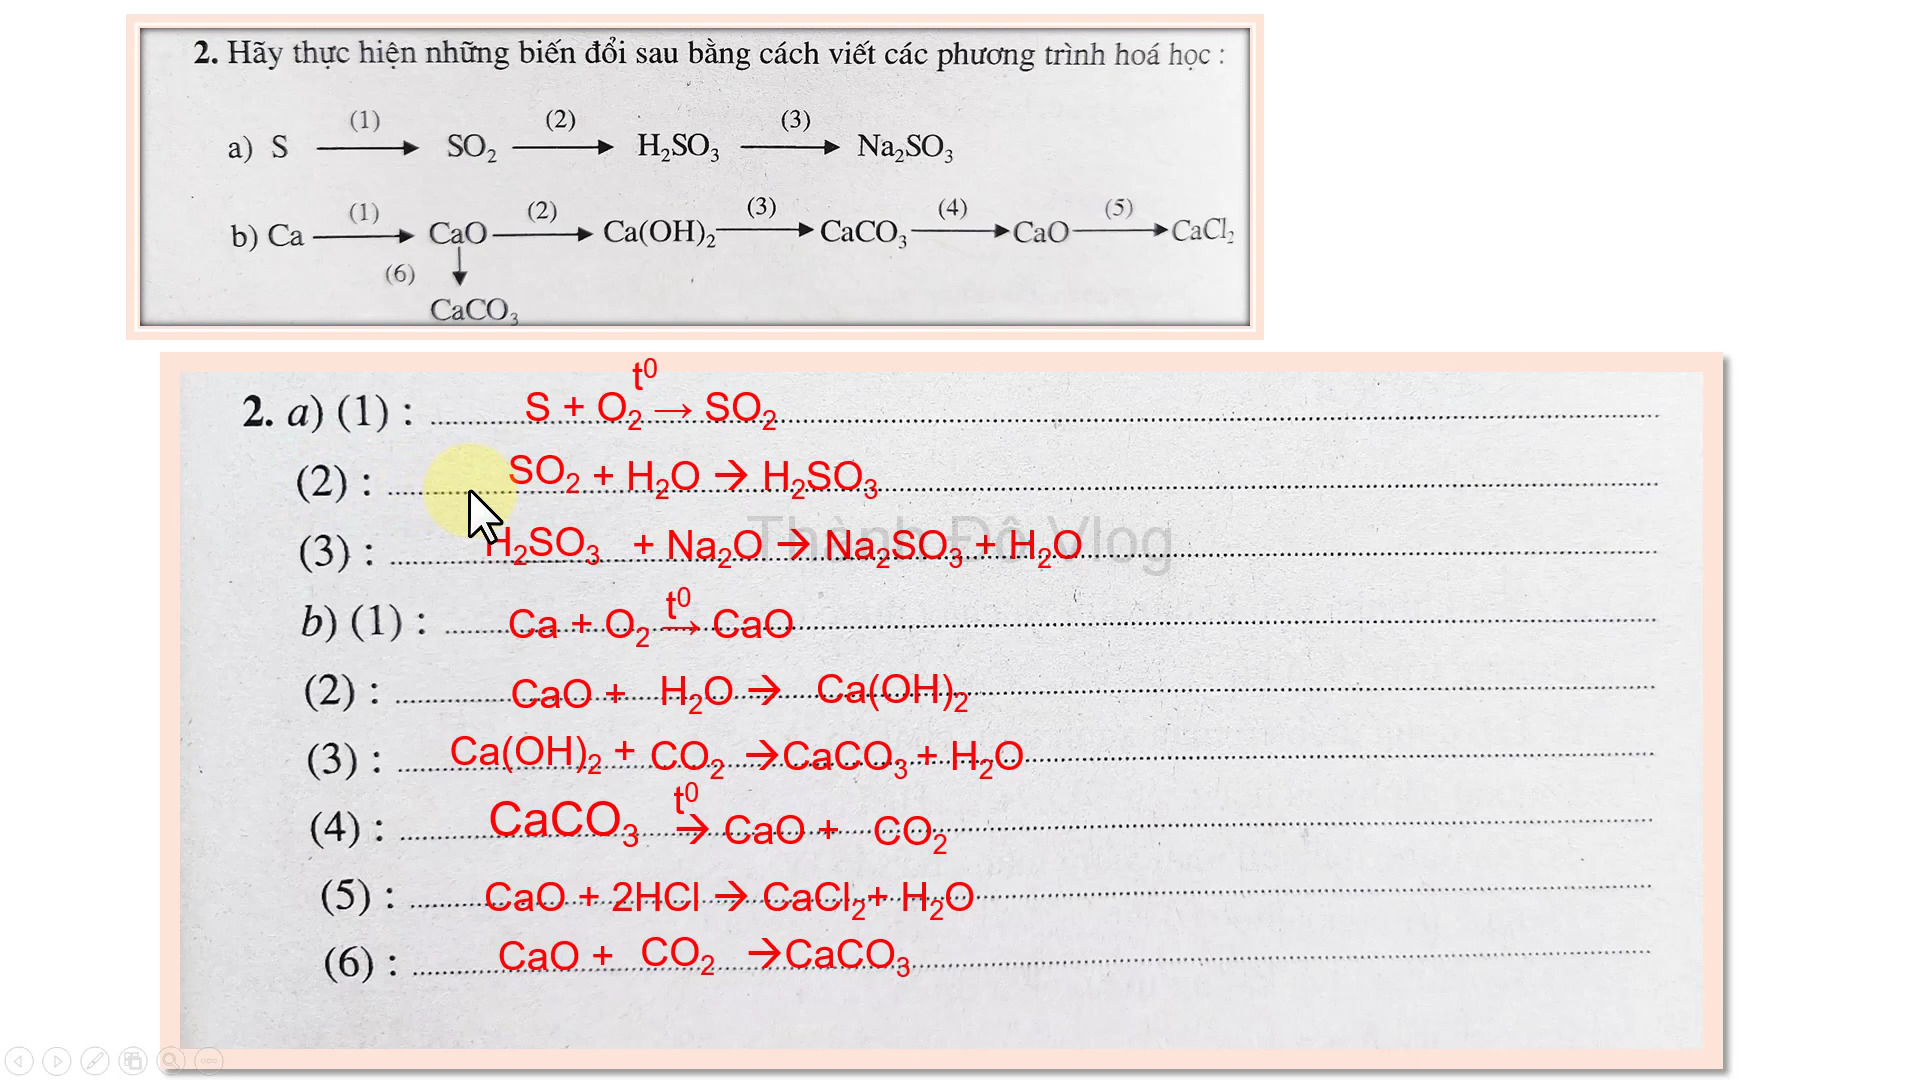 2. Hãy thực hiện những biến đổi sau bằng cách viết các phương trình hoá học :
(1) (2) (3)
a) S → SO₂ → H₂SO₃ → Na₂SO₃
(1) (2) (3) (4) (5)
b) Ca → CaO → Ca(OH)₂ → CaCO₃ → CaO → CaCl₂
(6) ↓
CaCO₃
t⁰
2. a) (1) : S + O₂ → SO₂
(2) : SO₂ + H₂O → H₂SO₃
(3) : H₂SO₃ + Na₂O → Na₂SO₃ + H₂O
Thành Đô Vlog
t⁰
b) (1) : Ca + O₂ → CaO
(2) : CaO + H₂O → Ca(OH)₂
(3) : Ca(OH)₂ + CO₂ → CaCO₃ + H₂O
t⁰
(4) : CaCO₃ → CaO + CO₂
(5) : CaO + 2HCl → CaCl₂ + H₂O
(6) : CaO + CO₂ → CaCO₃